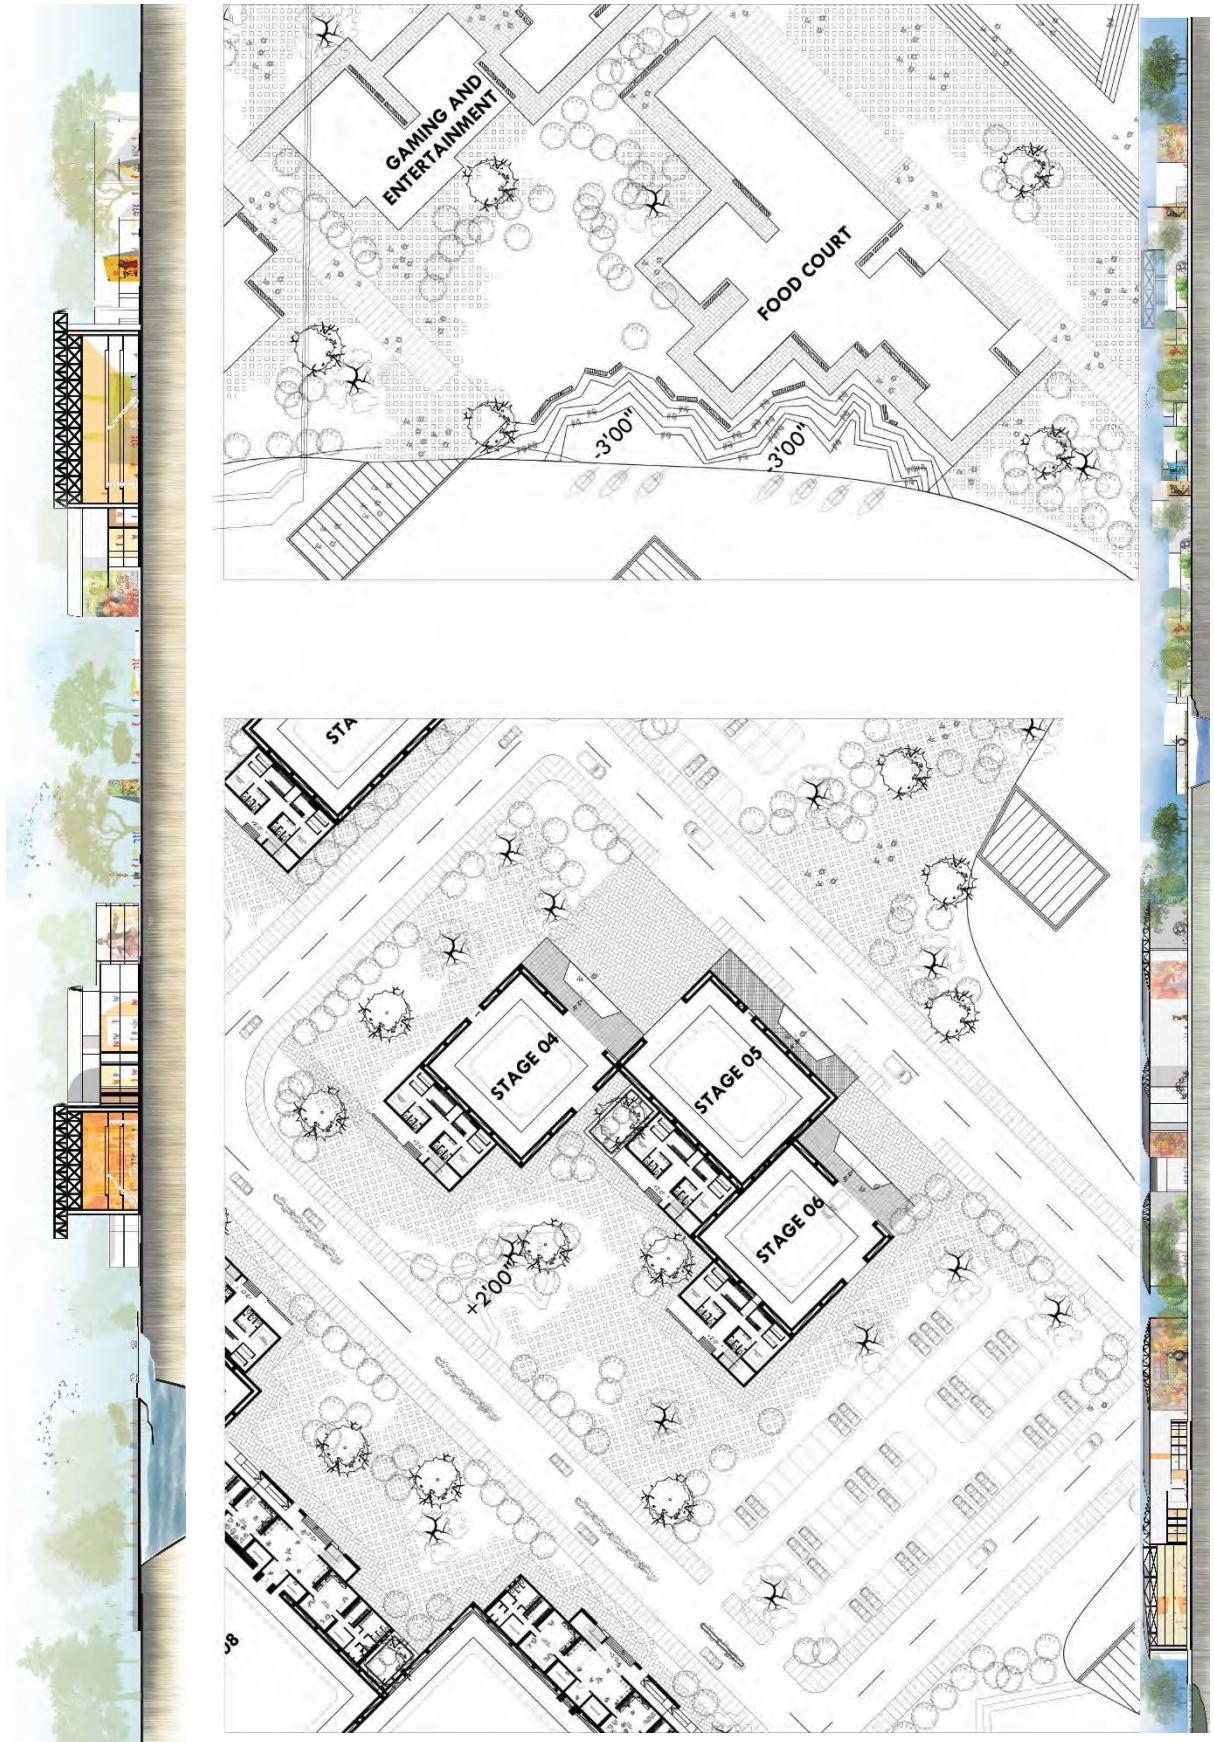 GAMING AND
ENTERTAINMENT
FOOD COURT
-3'00"
-3'00"
STA
STAGE 04
STAGE 05
STAGE 06
+2'00"
08